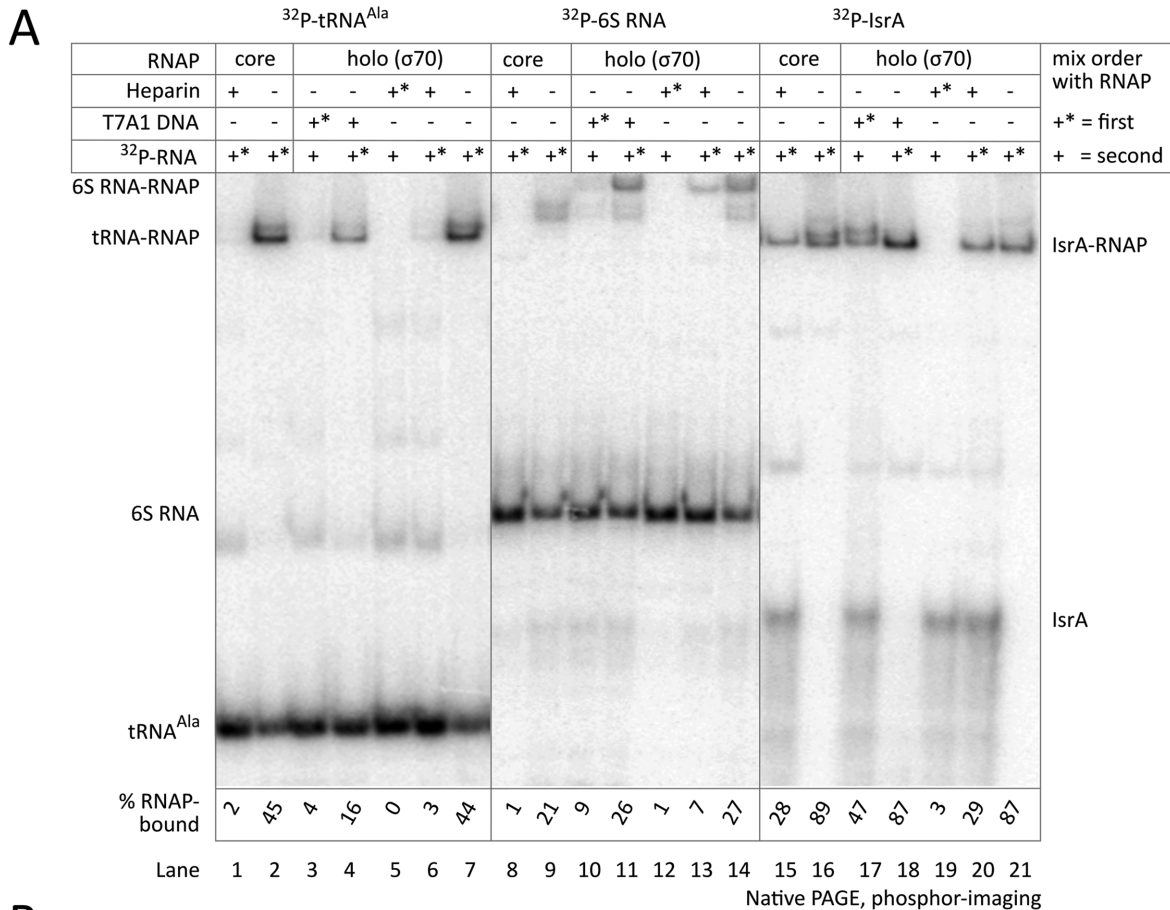 A
³²P-tRNAᴬˡᵃ ³²P-6S RNA ³²P-IsrA
RNAP core holo (σ70) core holo (σ70) core holo (σ70) mix order
Heparin + - - - +* + - + - - - +* + - + - - - +* + - with RNAP
T7A1 DNA - - +* + - - - - - +* + - - - - - +* + - - - +* = first
³²P-RNA +* +* + +* + +* +* +* +* + +* + +* +* +* +* + +* + +* +* + = second
6S RNA-RNAP
tRNA-RNAP IsrA-RNAP
6S RNA
IsrA
tRNAᴬˡᵃ
% RNAP-
bound 2 45 4 16 0 3 44 1 21 9 26 1 7 27 28 89 47 87 3 29 87
Lane 1 2 3 4 5 6 7 8 9 10 11 12 13 14 15 16 17 18 19 20 21
Native PAGE, phosphor-imaging